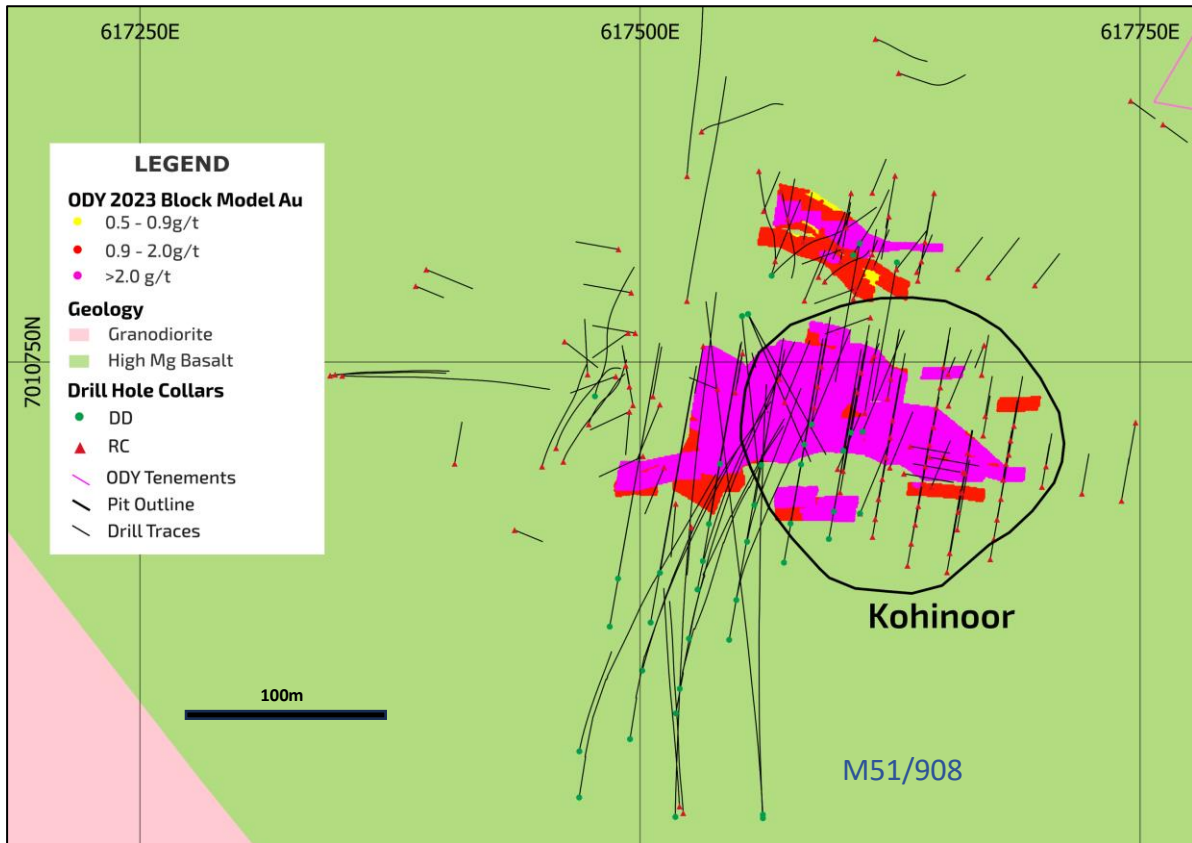 617250E
617500E
617750E
7010750N
LEGEND
ODY 2023 Block Model Au
0.5 - 0.9g/t
0.9 - 2.0g/t
>2.0 g/t
Geology
Granodiorite
High Mg Basalt
Drill Hole Collars
DD
RC
ODY Tenements
Pit Outline
Drill Traces
Kohinoor
100m
M51/908